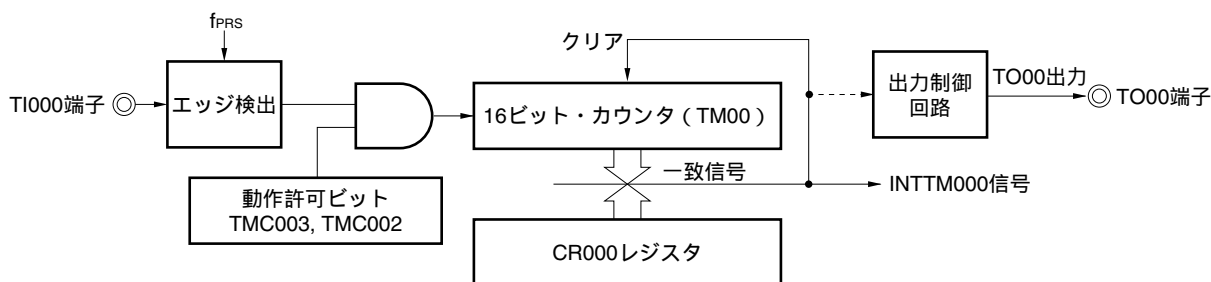 fPRS
クリア
TI000端子
エッジ検出
16ビット・カウンタ（TM00）
出力制御
回路
TO00出力
TO00端子
一致信号
INTTM000信号
動作許可ビット
TMC003, TMC002
CR000レジスタ